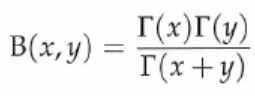 B(x, y) = Γ(x)Γ(y) / Γ(x + y)